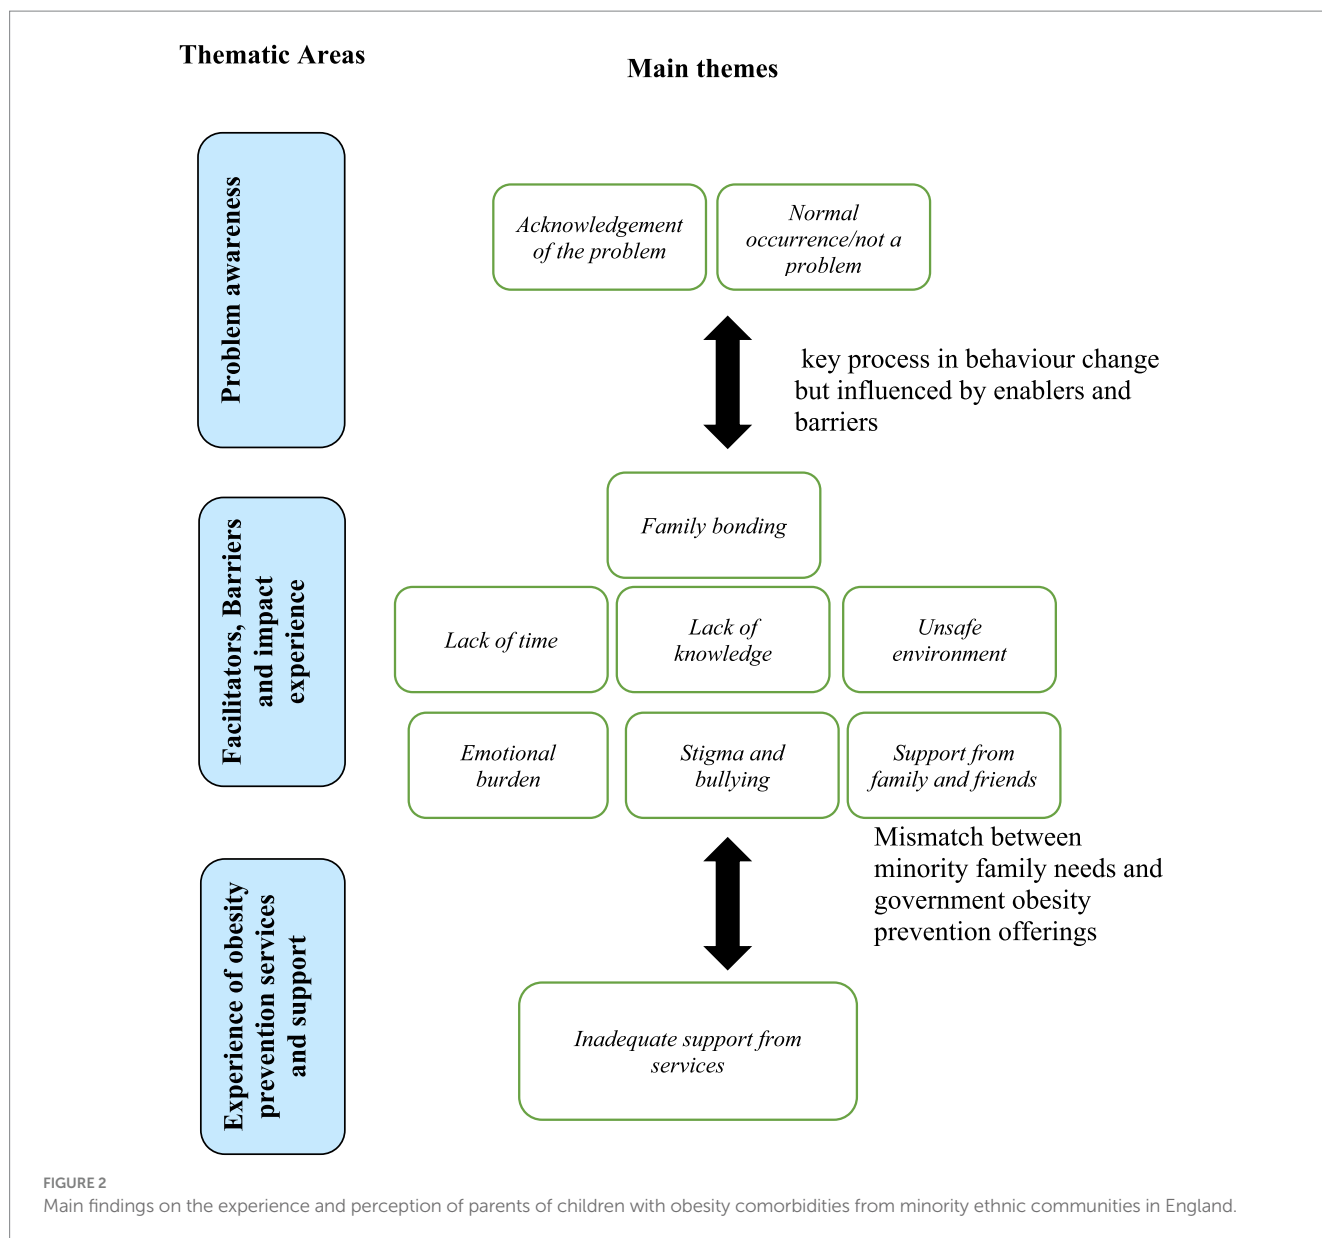 Thematic Areas
Main themes
Problem awareness
Acknowledgement
of the problem
Normal
occurrence/not a
problem
key process in behaviour change
but influenced by enablers and
barriers
Facilitators, Barriers
and impact
experience
Family bonding
Lack of time
Lack of
knowledge
Unsafe
environment
Emotional
burden
Stigma and
bullying
Support from
family and friends
Mismatch between
minority family needs and
government obesity
prevention offerings
Experience of obesity
prevention services
and support
Inadequate support from
services
FIGURE 2
Main findings on the experience and perception of parents of children with obesity comorbidities from minority ethnic communities in England.